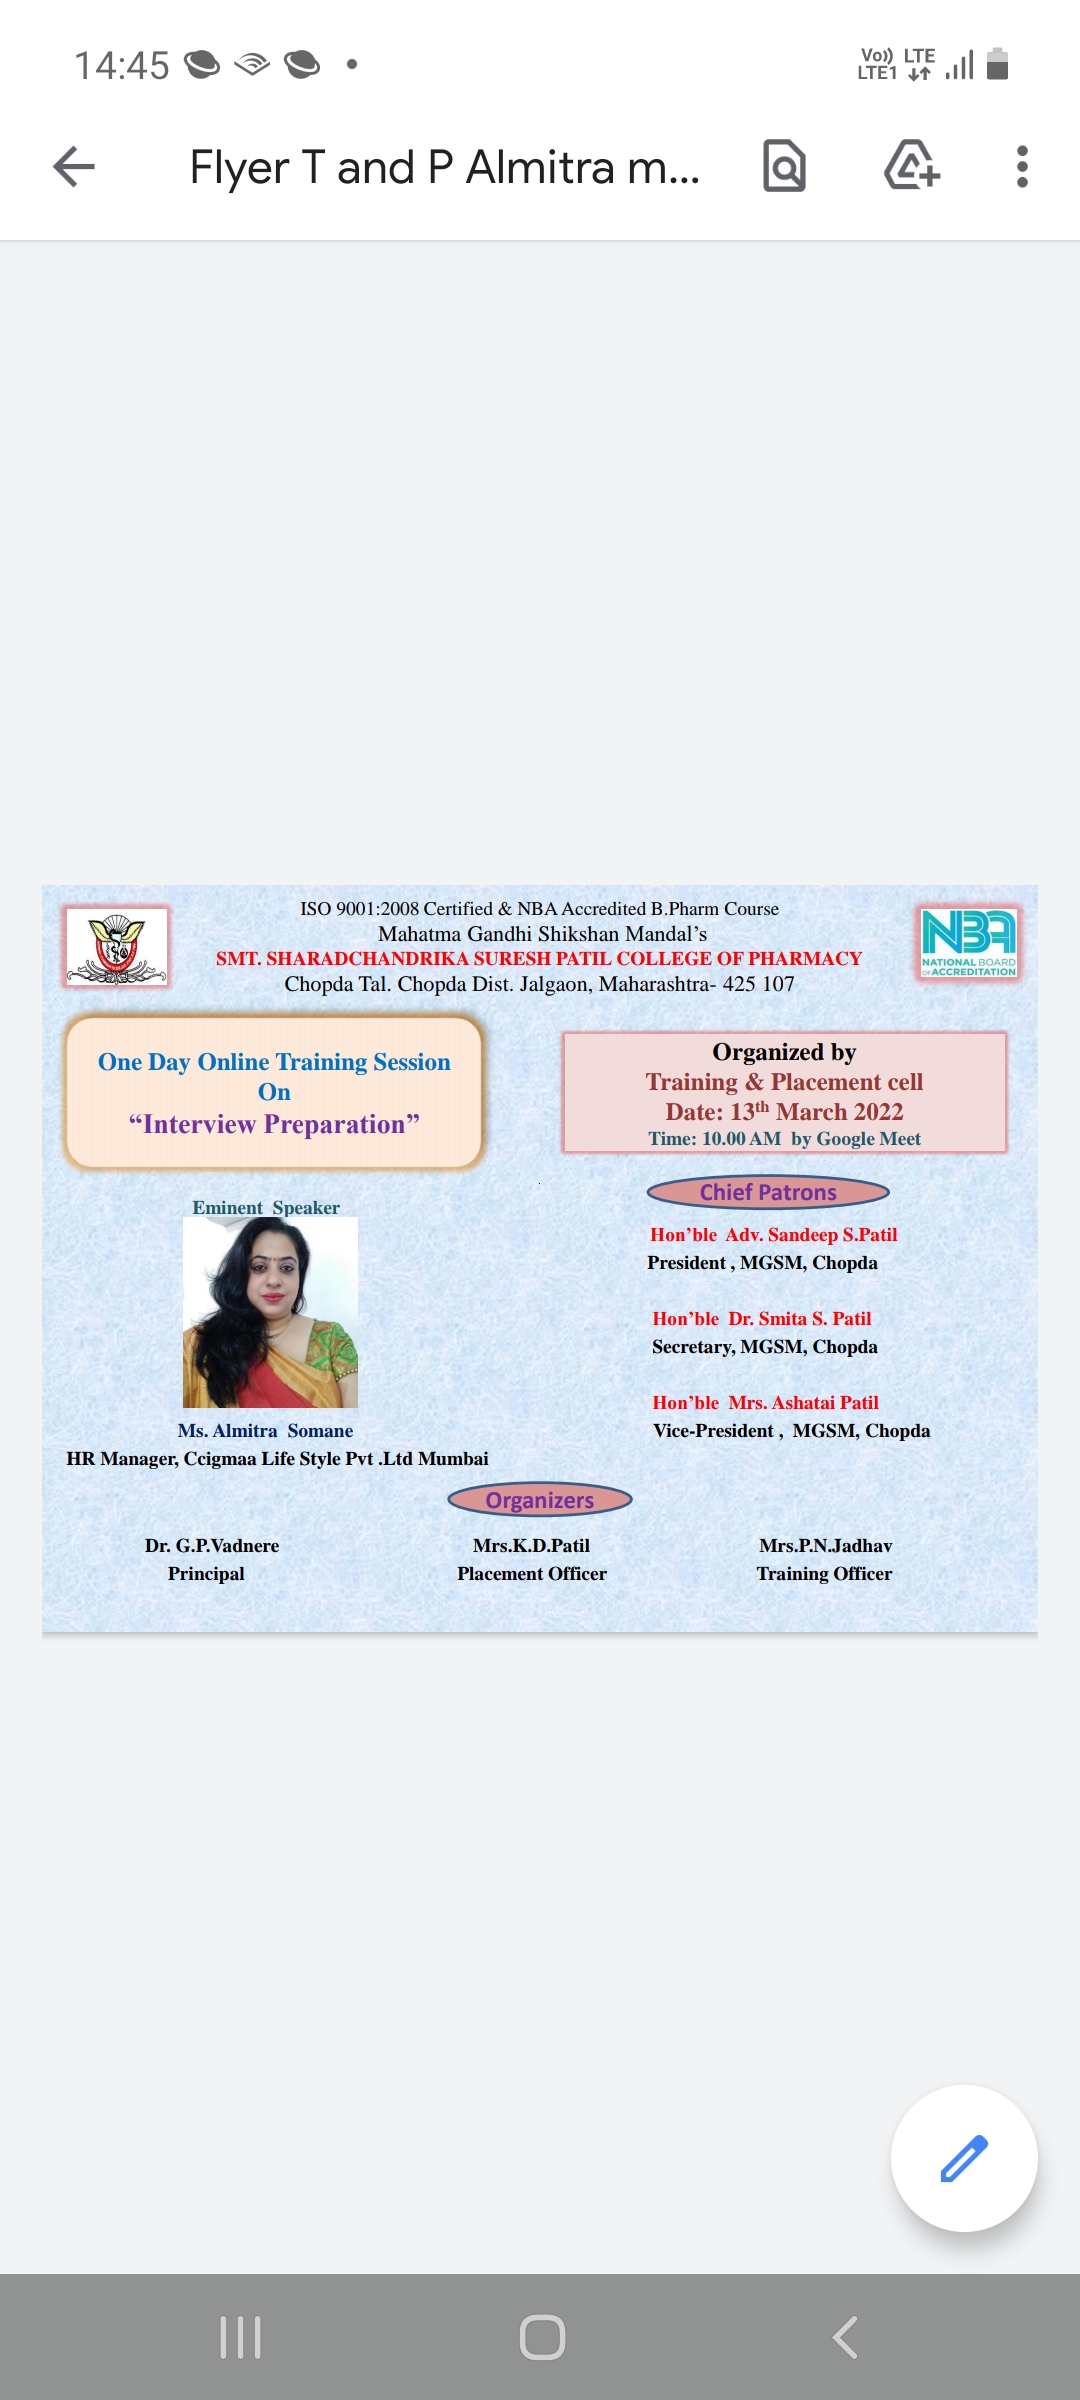 14:45
Vo)) LTE
LTE1
Flyer T and P Almitra m...
ISO 9001:2008 Certified & NBA Accredited B.Pharm Course
Mahatma Gandhi Shikshan Mandal’s
SMT. SHARADCHANDRIKA SURESH PATIL COLLEGE OF PHARMACY
Chopda Tal. Chopda Dist. Jalgaon, Maharashtra- 425 107
NBA
NATIONAL BOARD
OF ACCREDITATION
One Day Online Training Session
On
“Interview Preparation”
Organized by
Training & Placement cell
Date: 13th March 2022
Time: 10.00 AM by Google Meet
Eminent Speaker
Ms. Almitra Somane
HR Manager, Ccigmaa Life Style Pvt .Ltd Mumbai
Chief Patrons
Hon’ble Adv. Sandeep S.Patil
President , MGSM, Chopda
Hon’ble Dr. Smita S. Patil
Secretary, MGSM, Chopda
Hon’ble Mrs. Ashatai Patil
Vice-President , MGSM, Chopda
Organizers
Dr. G.P.Vadnere
Principal
Mrs.K.D.Patil
Placement Officer
Mrs.P.N.Jadhav
Training Officer